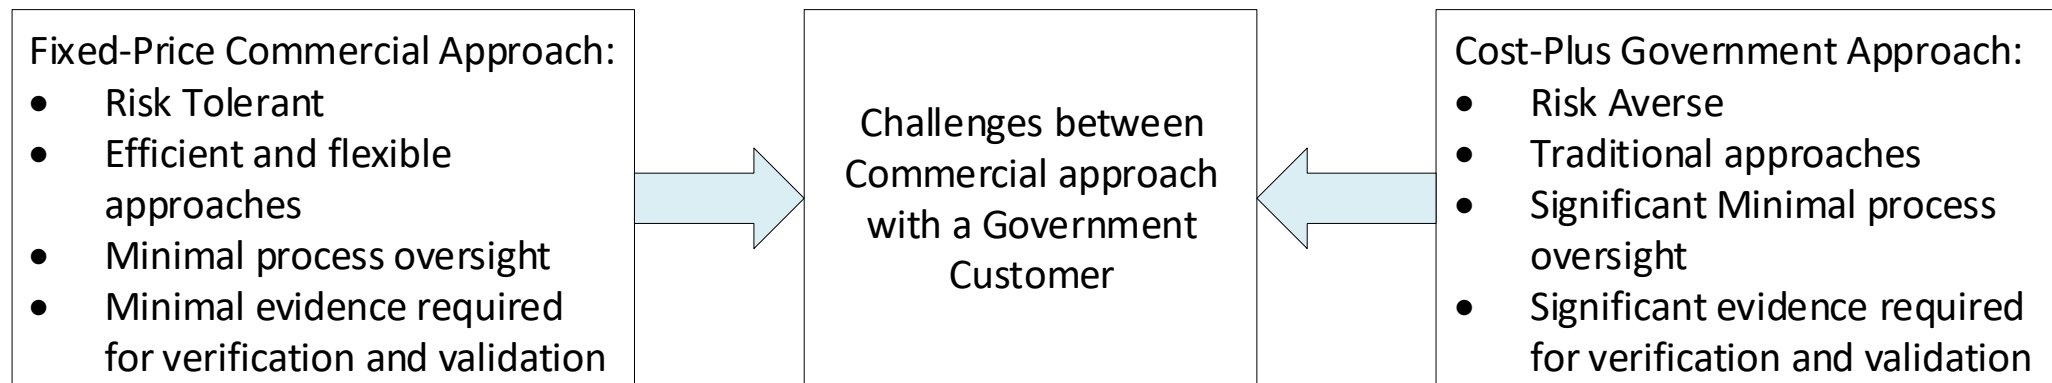 Fixed-Price Commercial Approach:
• Risk Tolerant
• Efficient and flexible
approaches
• Minimal process oversight
• Minimal evidence required
for verification and validation
Challenges between
Commercial approach
with a Government
Customer
Cost-Plus Government Approach:
• Risk Averse
• Traditional approaches
• Significant Minimal process
oversight
• Significant evidence required
for verification and validation